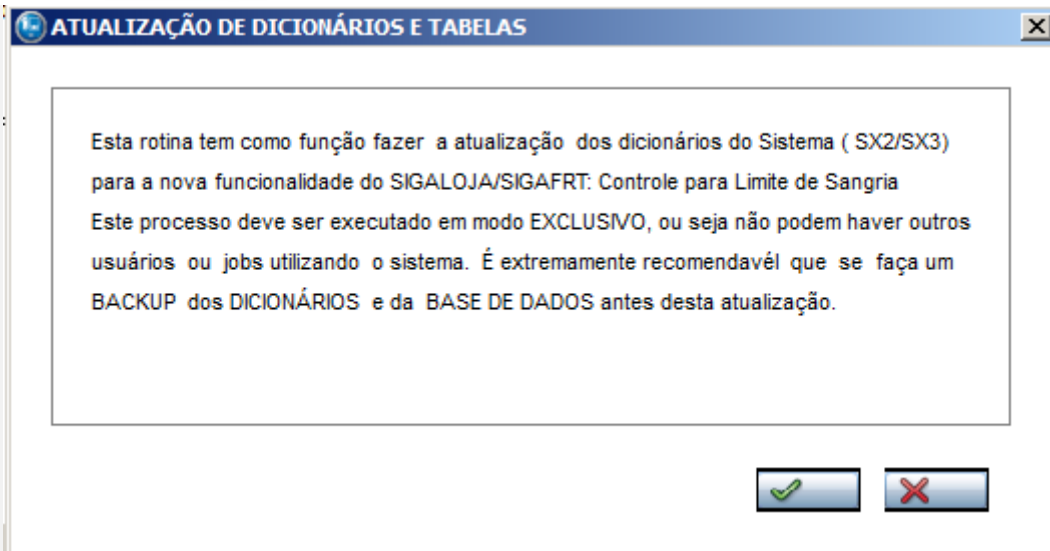 ATUALIZAÇÃO DE DICIONÁRIOS E TABELAS
Esta rotina tem como função fazer a atualização dos dicionários do Sistema ( SX2/SX3)
para a nova funcionalidade do SIGALOJA/SIGAFRT: Controle para Limite de Sangria
Este processo deve ser executado em modo EXCLUSIVO, ou seja não podem haver outros
usuários ou jobs utilizando o sistema. É extremamente recomendavél que se faça um
BACKUP dos DICIONÁRIOS e da BASE DE DADOS antes desta atualização.